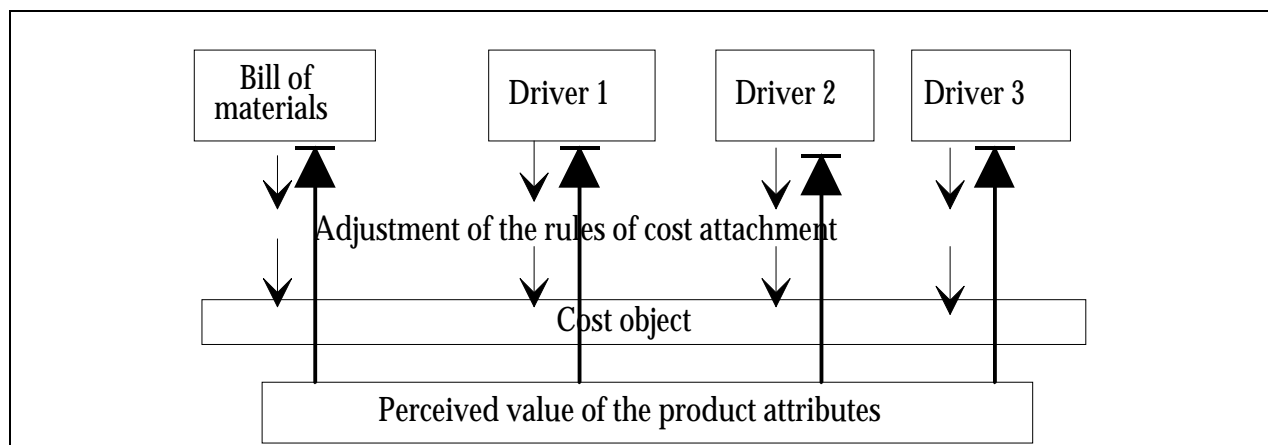 Bill of
materials
Driver 1
Driver 2
Driver 3
Adjustment of the rules of cost attachment
Cost object
Perceived value of the product attributes